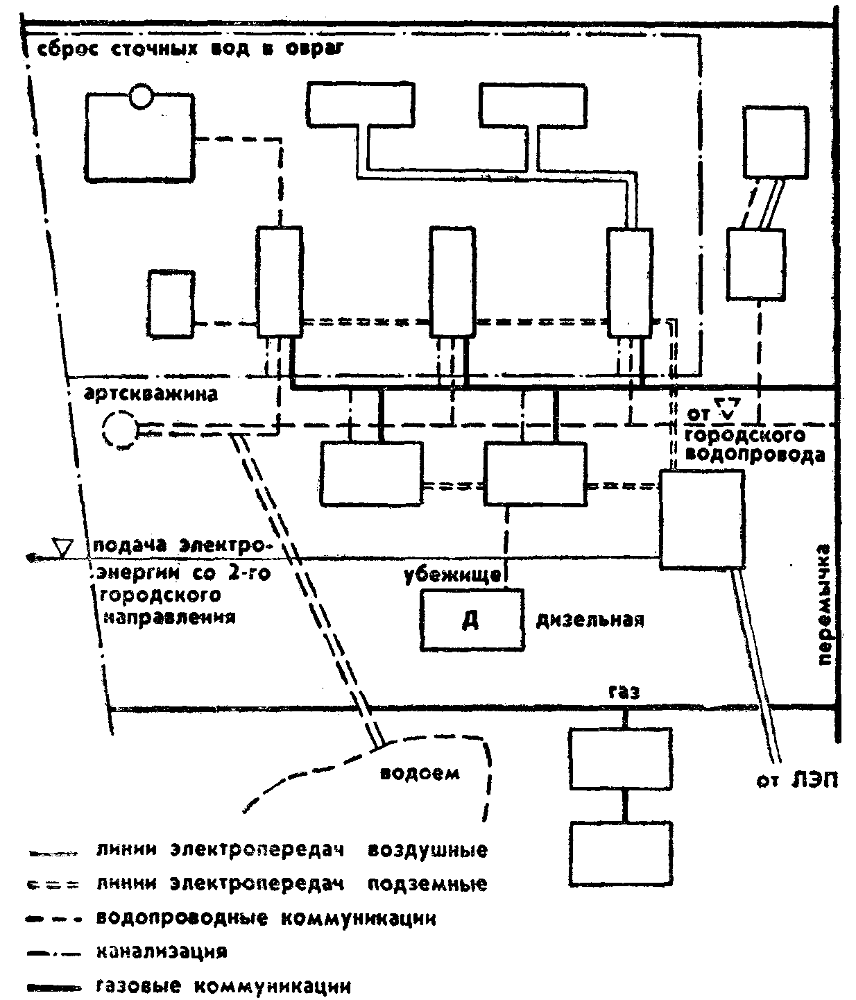 сброс сточных вод в овраг
артскважина
от
городского
водопровода
подача электро-
энергии со 2-го
городского
направления
убежище
Д
дизельная
перемычка
газ
водоем
от ЛЭП
линии электропередач воздушные
линии электропередач подземные
водопроводные коммуникации
канализация
газовые коммуникации